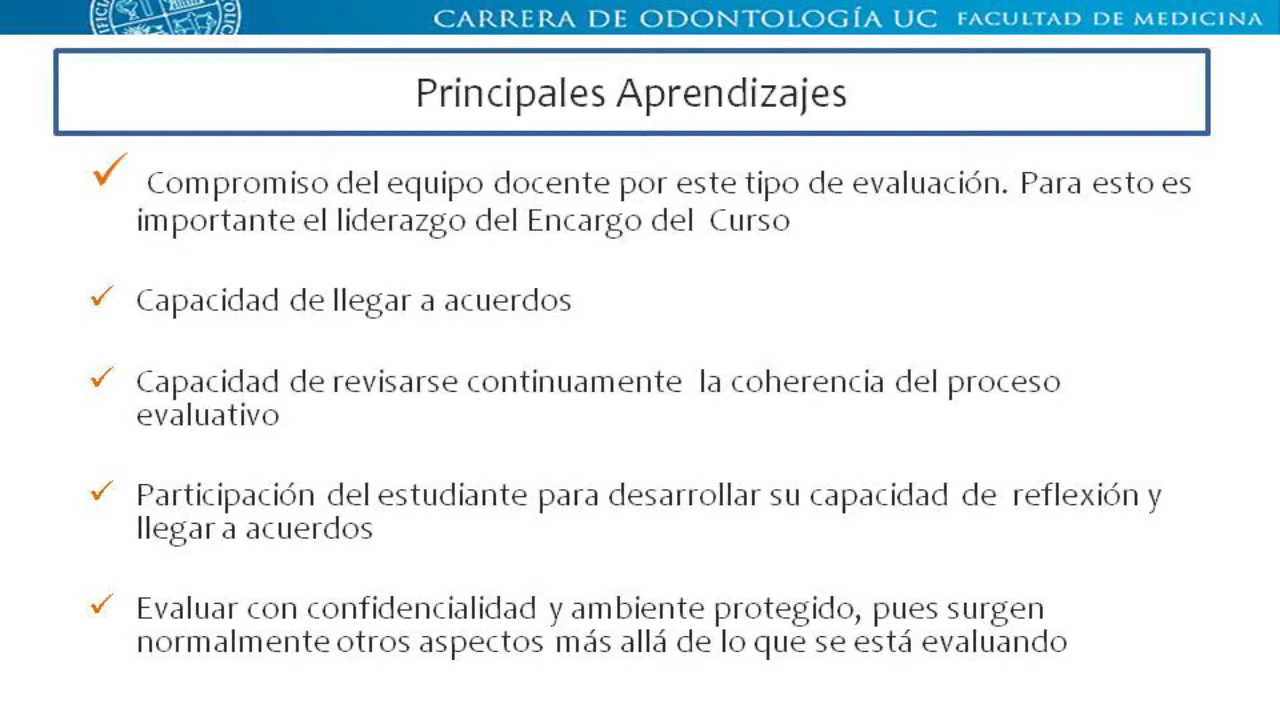 CARRERA DE ODONTOLOGÍA UC FACULTAD DE MEDICINA
Principales Aprendizajes
Compromiso del equipo docente por este tipo de evaluación. Para esto es
importante el liderazgo del Encargo del Curso
Capacidad de llegar a acuerdos
Capacidad de revisarse continuamente la coherencia del proceso
evaluativo
Participación del estudiante para desarrollar su capacidad de reflexión y
llegar a acuerdos
Evaluar con confidencialidad y ambiente protegido, pues surgen
normalmente otros aspectos más allá de lo que se está evaluando